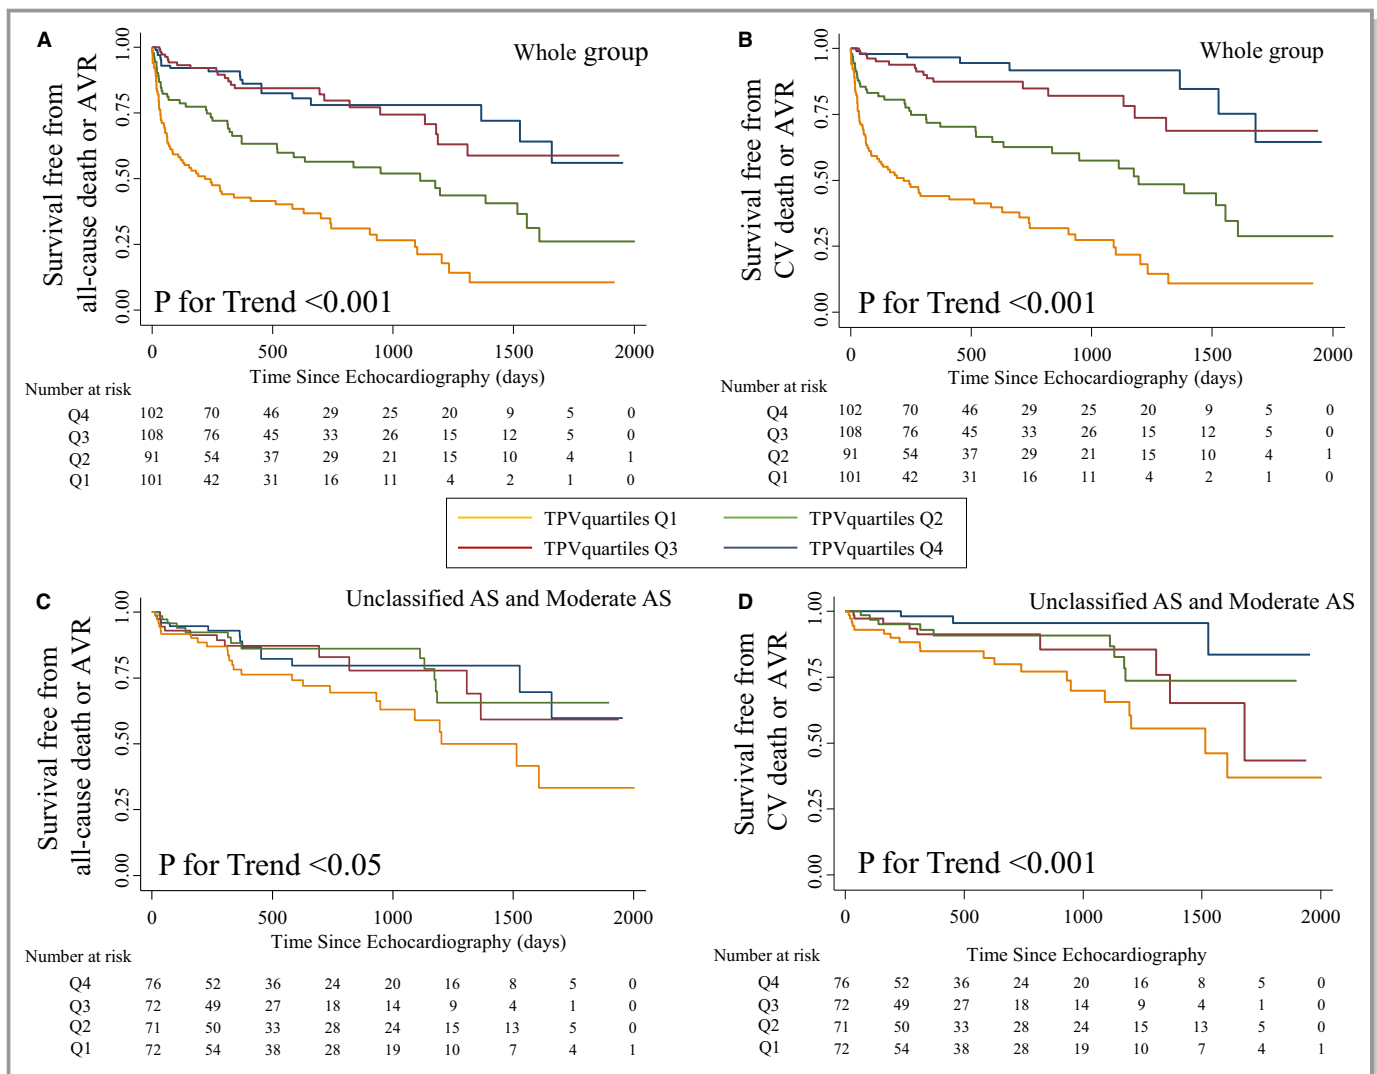 A
Whole group
Survival free from
all-cause death or AVR
1.00
0.75
0.50
0.25
0.00
P for Trend <0.001
0 500 1000 1500 2000
Time Since Echocardiography (days)
Number at risk
Q4 102 70 46 29 25 20 9 5 0
Q3 108 76 45 33 26 15 12 5 0
Q2 91 54 37 29 21 15 10 4 1
Q1 101 42 31 16 11 4 2 1 0
B
Whole group
Survival free from
CV death or AVR
1.00
0.75
0.50
0.25
0.00
P for Trend <0.001
0 500 1000 1500 2000
Time Since Echocardiography (days)
Number at risk
Q4 102 70 46 29 25 20 9 5 0
Q3 108 76 45 33 26 15 12 5 0
Q2 91 54 37 29 21 15 10 4 1
Q1 101 42 31 16 11 4 2 1 0
TPVquartiles Q1 TPVquartiles Q2
TPVquartiles Q3 TPVquartiles Q4
C
Unclassified AS and Moderate AS
Survival free from
all-cause death or AVR
1.00
0.75
0.50
0.25
0.00
P for Trend <0.05
0 500 1000 1500 2000
Time Since Echocardiography (days)
Number at risk
Q4 76 52 36 24 20 16 8 5 0
Q3 72 49 27 18 14 9 4 1 0
Q2 71 50 33 28 24 15 13 5 0
Q1 72 54 38 28 19 10 7 4 1
D
Unclassified AS and Moderate AS
Survival free from
CV death or AVR
1.00
0.75
0.50
0.25
0.00
P for Trend <0.001
0 500 1000 1500 2000
Time Since Echocardiography
Number at risk
Q4 76 52 36 24 20 16 8 5 0
Q3 72 49 27 18 14 9 4 1 0
Q2 71 50 33 28 24 15 13 5 0
Q1 72 54 38 28 19 10 7 4 1